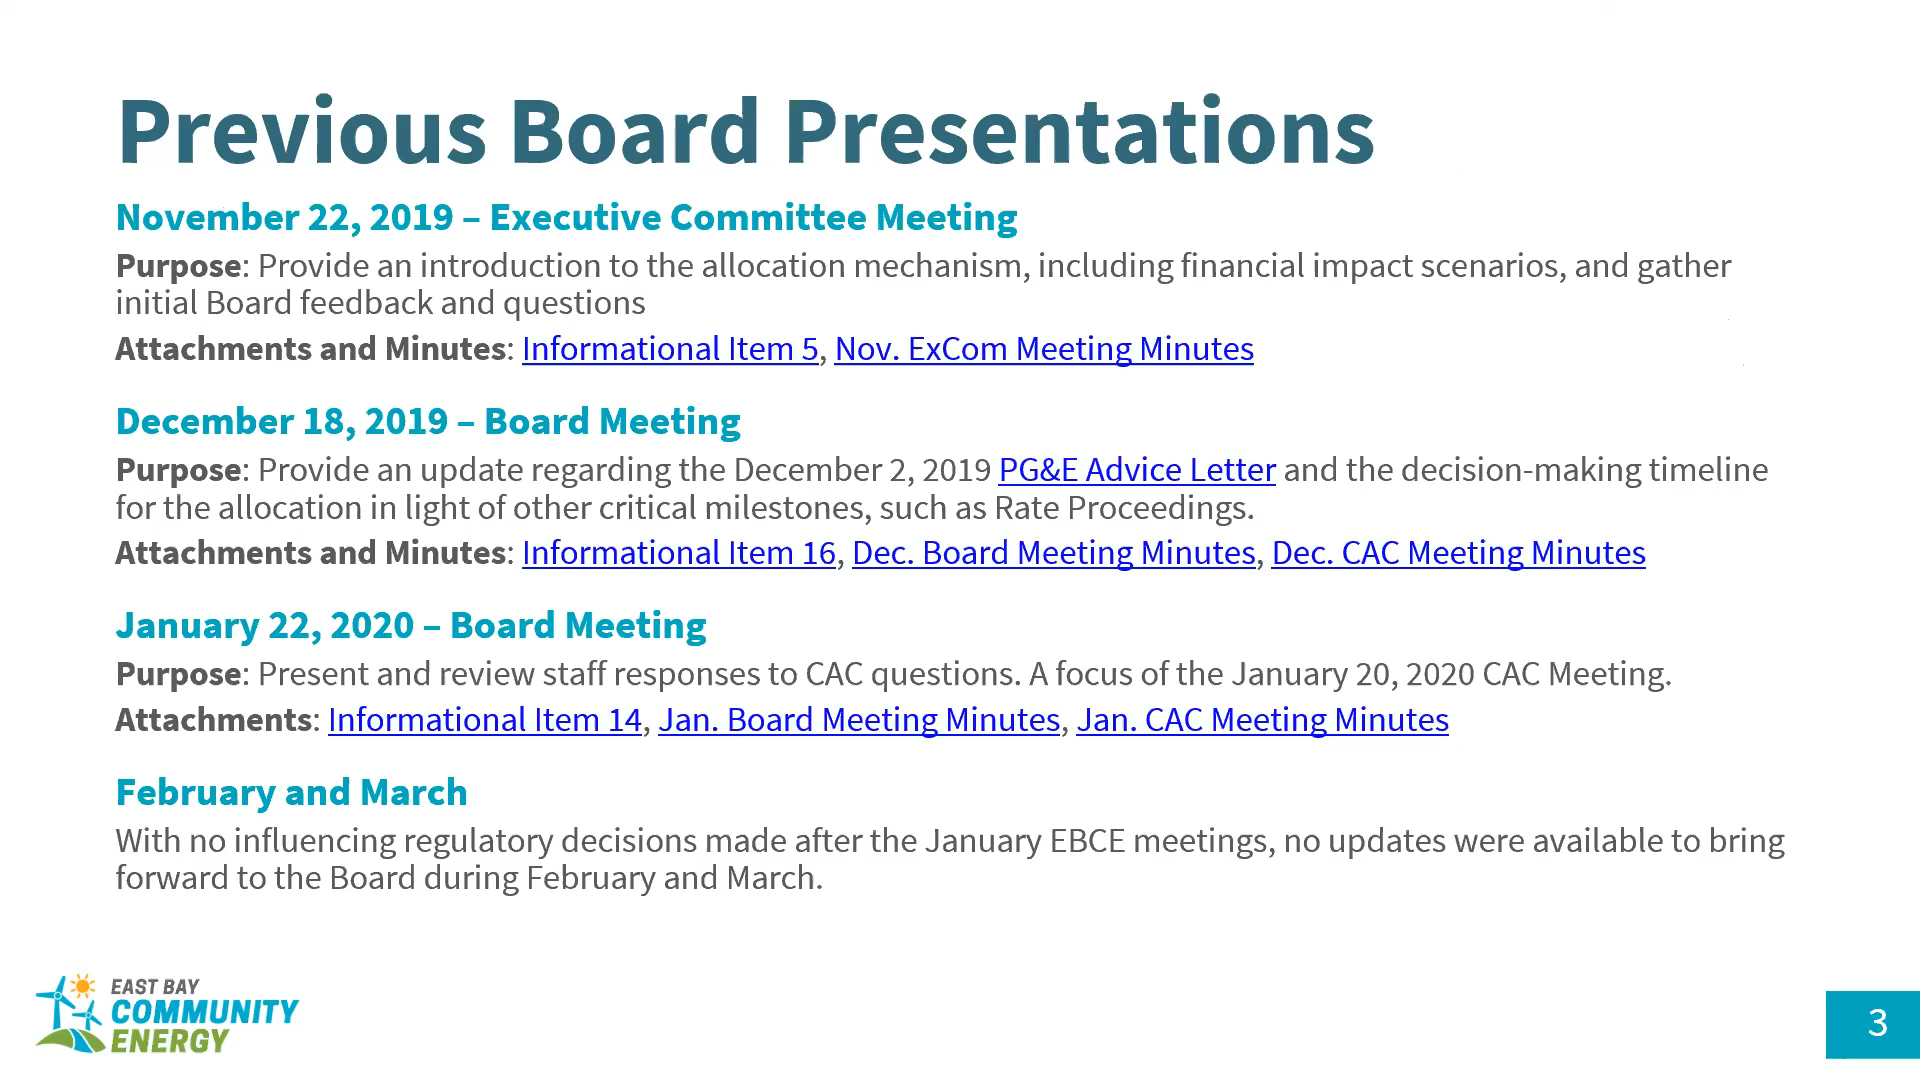 Previous Board Presentations
November 22, 2019 – Executive Committee Meeting
Purpose: Provide an introduction to the allocation mechanism, including financial impact scenarios, and gather
initial Board feedback and questions
Attachments and Minutes: Informational Item 5, Nov. ExCom Meeting Minutes
December 18, 2019 – Board Meeting
Purpose: Provide an update regarding the December 2, 2019 PG&E Advice Letter and the decision-making timeline
for the allocation in light of other critical milestones, such as Rate Proceedings.
Attachments and Minutes: Informational Item 16, Dec. Board Meeting Minutes, Dec. CAC Meeting Minutes
January 22, 2020 – Board Meeting
Purpose: Present and review staff responses to CAC questions. A focus of the January 20, 2020 CAC Meeting.
Attachments: Informational Item 14, Jan. Board Meeting Minutes, Jan. CAC Meeting Minutes
February and March
With no influencing regulatory decisions made after the January EBCE meetings, no updates were available to bring
forward to the Board during February and March.
EAST BAY
COMMUNITY
ENERGY
3